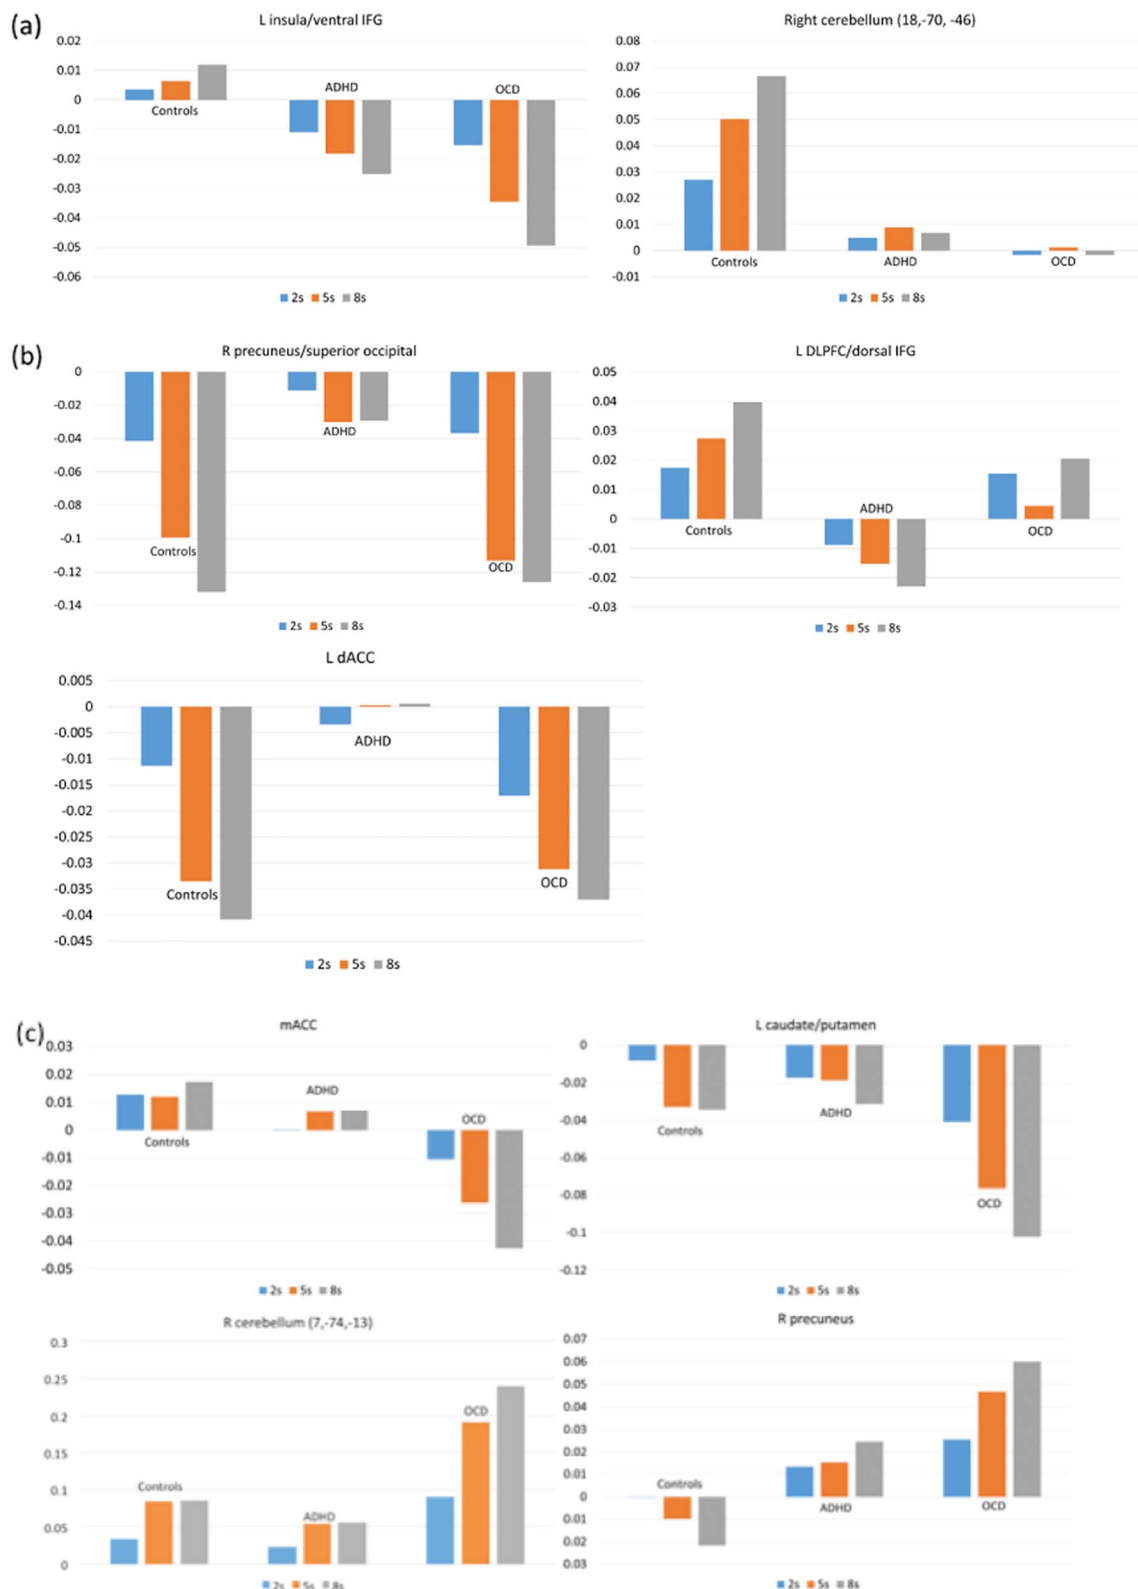 (a)
L insula/ventral IFG
0.02
0.01
0
-0.01
-0.02
-0.03
-0.04
-0.05
-0.06
Controls
ADHD
OCD
2s 5s 8s
Right cerebellum (18,-70, -46)
0.08
0.07
0.06
0.05
0.04
0.03
0.02
0.01
0
-0.01
Controls
ADHD
OCD
2s 5s 8s
(b)
R precuneus/superior occipital
0
-0.02
-0.04
-0.06
-0.08
-0.1
-0.12
-0.14
Controls
ADHD
OCD
2s 5s 8s
L DLPFC/dorsal IFG
0.05
0.04
0.03
0.02
0.01
0
-0.01
-0.02
-0.03
Controls
ADHD
OCD
2s 5s 8s
L dACC
0.005
0
-0.005
-0.01
-0.015
-0.02
-0.025
-0.03
-0.035
-0.04
-0.045
Controls
ADHD
OCD
2s 5s 8s
(c)
mACC
0.03
0.02
0.01
0
-0.01
-0.02
-0.03
-0.04
-0.05
Controls
ADHD
OCD
2s 5s 8s
L caudate/putamen
0
-0.02
-0.04
-0.06
-0.08
-0.1
-0.12
Controls
ADHD
OCD
2s 5s 8s
R cerebellum (7,-74,-13)
0.3
0.25
0.2
0.15
0.1
0.05
0
Controls
ADHD
OCD
2s 5s 8s
R precuneus
0.07
0.06
0.05
0.04
0.03
0.02
0.01
0
0.01
0.02
0.03
Controls
ADHD
OCD
2s 5s 8s